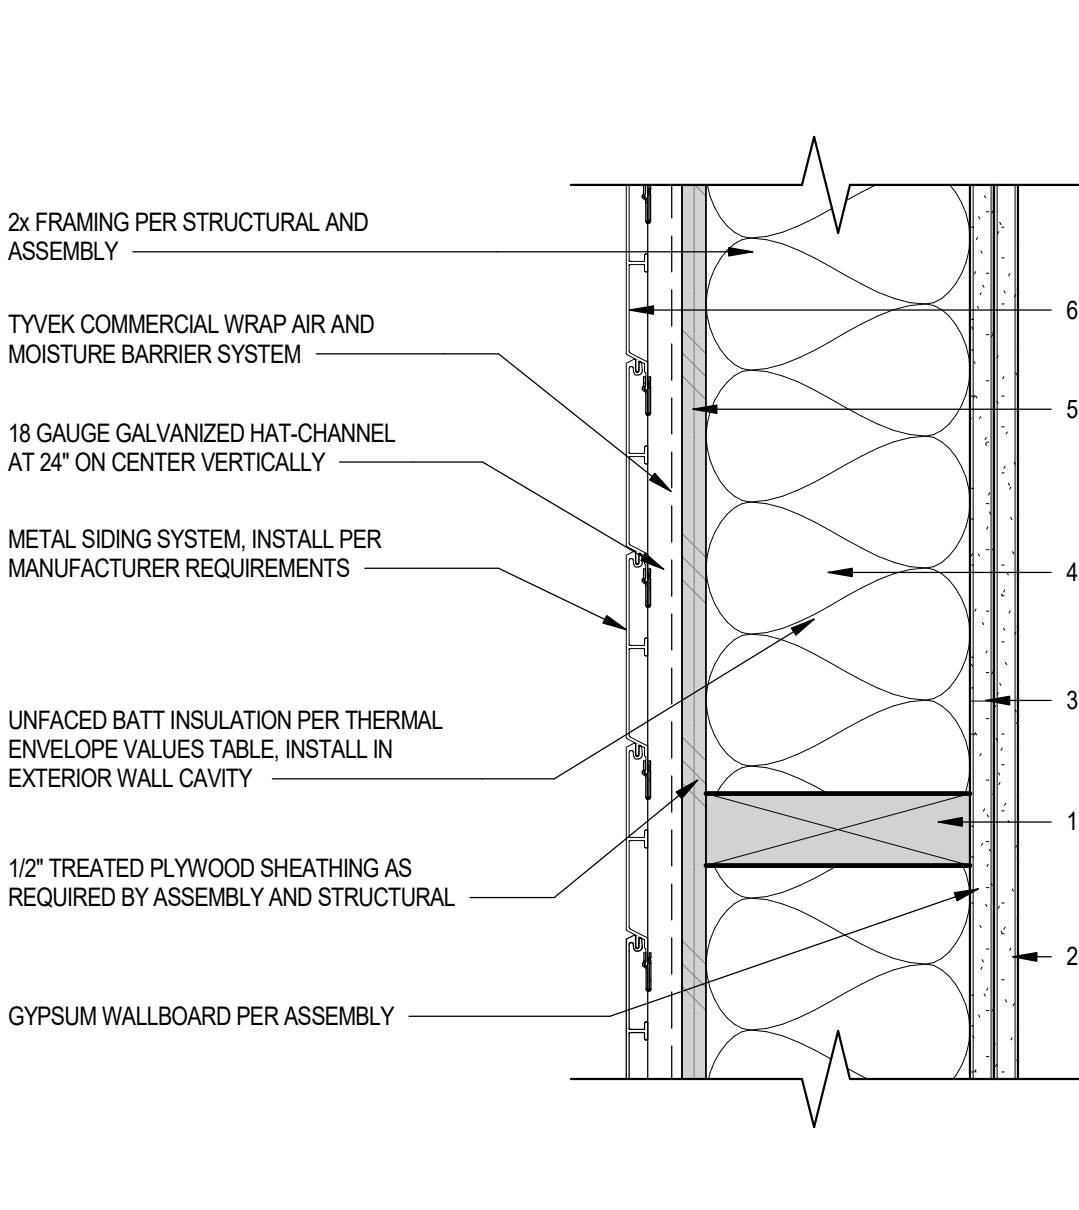 2x FRAMING PER STRUCTURAL AND
ASSEMBLY
TYVEK COMMERCIAL WRAP AIR AND
MOISTURE BARRIER SYSTEM
18 GAUGE GALVANIZED HAT-CHANNEL
AT 24" ON CENTER VERTICALLY
METAL SIDING SYSTEM, INSTALL PER
MANUFACTURER REQUIREMENTS
UNFACED BATT INSULATION PER THERMAL
ENVELOPE VALUES TABLE, INSTALL IN
EXTERIOR WALL CAVITY
1/2" TREATED PLYWOOD SHEATHING AS
REQUIRED BY ASSEMBLY AND STRUCTURAL
GYPSUM WALLBOARD PER ASSEMBLY
6
5
4
3
1
2